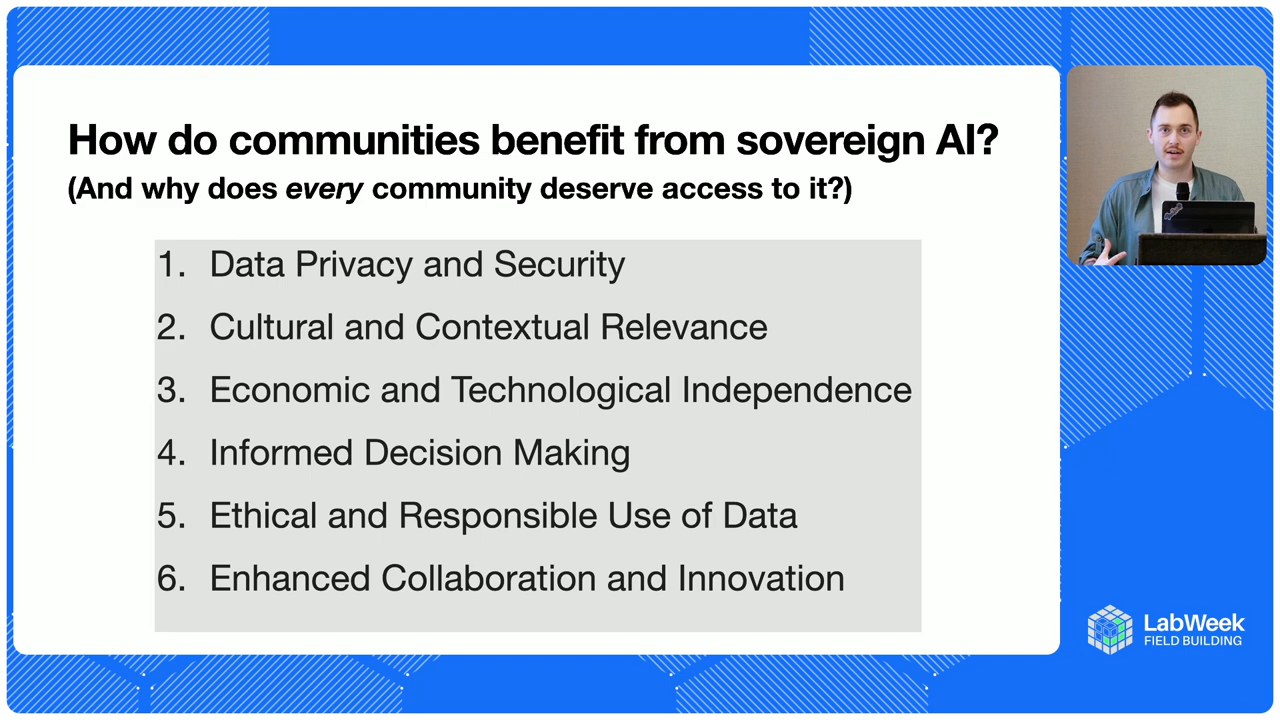 How do communities benefit from sovereign AI?
(And why does every community deserve access to it?)
1. Data Privacy and Security
2. Cultural and Contextual Relevance
3. Economic and Technological Independence
4. Informed Decision Making
5. Ethical and Responsible Use of Data
6. Enhanced Collaboration and Innovation
LabWeek
FIELD BUILDING